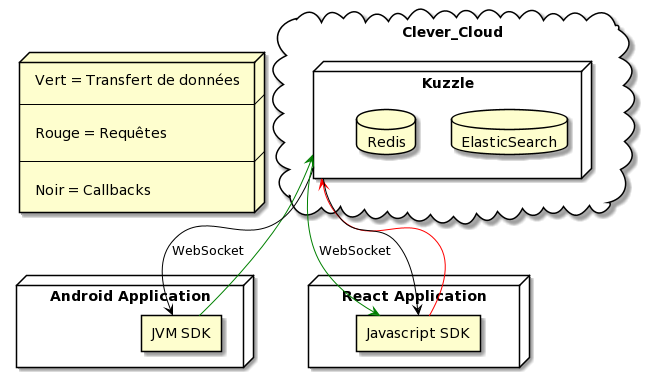 Clever_Cloud
Vert = Transfert de données
Rouge = Requêtes
Noir = Callbacks
Kuzzle
Redis
ElasticSearch
WebSocket
WebSocket
Android Application
JVM SDK
React Application
Javascript SDK